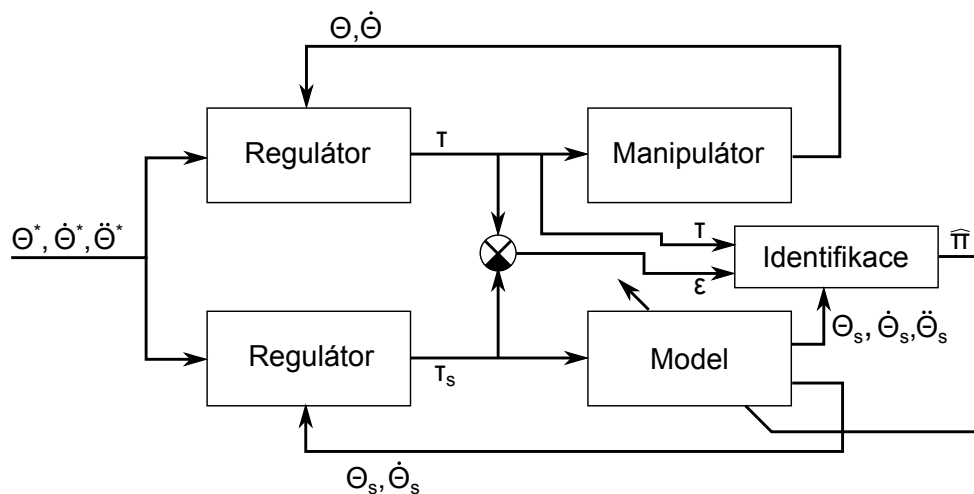 Θ,Θ̇
Regulátor
τ
Manipulátor
Θ*,Θ̇*,Θ̈*
τ
ε
Identifikace
π̂
Regulátor
τₛ
Model
Θₛ,Θ̇ₛ,Θ̈ₛ
Θₛ,Θ̇ₛ